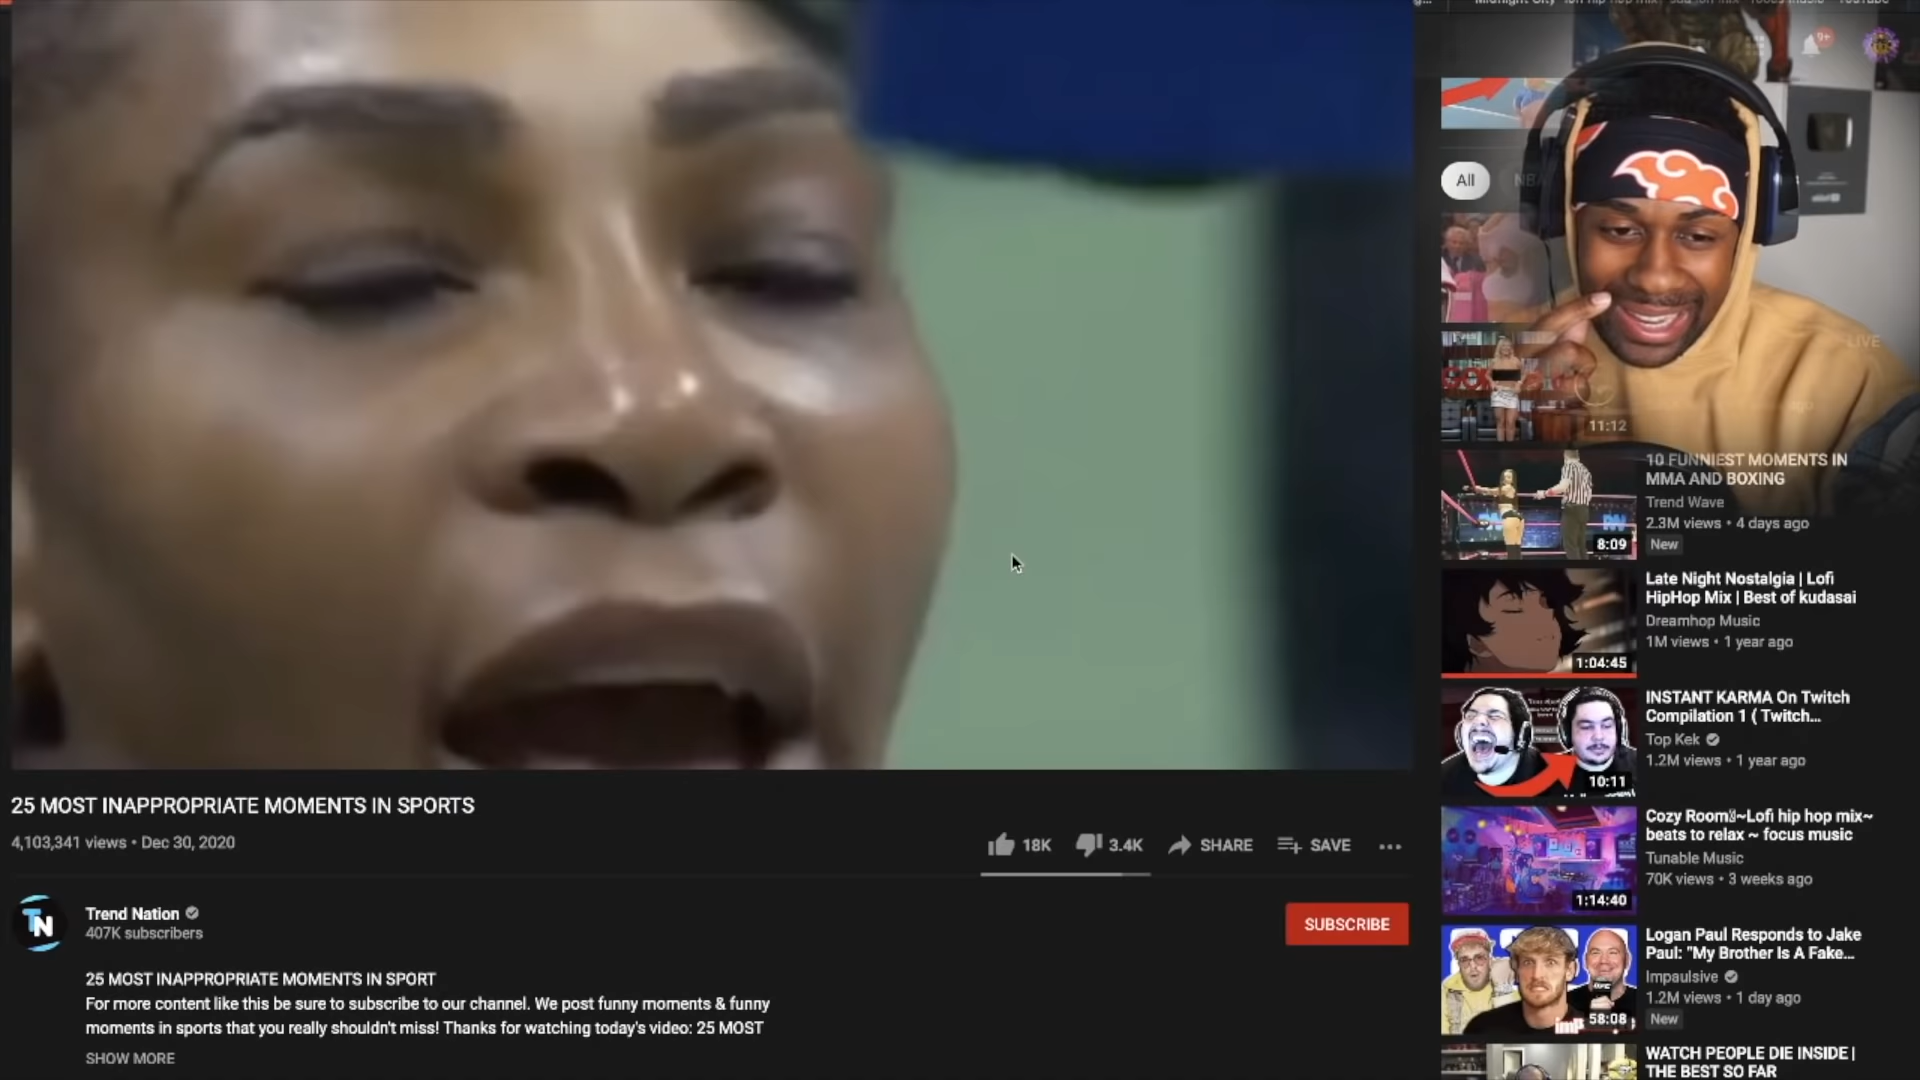 Midnight City
All
NBA
LIVE
9+
11:12
10 FUNNIEST MOMENTS IN
MMA AND BOXING
Trend Wave
2.3M views • 4 days ago
New
8:09
Late Night Nostalgia | Lofi
HipHop Mix | Best of kudasai
Dreamhop Music
1M views • 1 year ago
1:04:45
INSTANT KARMA On Twitch
Compilation 1 ( Twitch...
Top Kek
1.2M views • 1 year ago
10:11
Cozy Room ~Lofi hip hop mix~
beats to relax ~ focus music
Tunable Music
70K views • 3 weeks ago
1:14:40
Logan Paul Responds to Jake
Paul: "My Brother Is A Fake...
Impaulsive
1.2M views • 1 day ago
New
58:08
WATCH PEOPLE DIE INSIDE |
THE BEST SO FAR
25 MOST INAPPROPRIATE MOMENTS IN SPORTS
4,103,341 views • Dec 30, 2020
18K
3.4K
SHARE
SAVE
TN
Trend Nation
407K subscribers
SUBSCRIBE
25 MOST INAPPROPRIATE MOMENTS IN SPORT
For more content like this be sure to subscribe to our channel. We post funny moments & funny
moments in sports that you really shouldn't miss! Thanks for watching today's video: 25 MOST
SHOW MORE